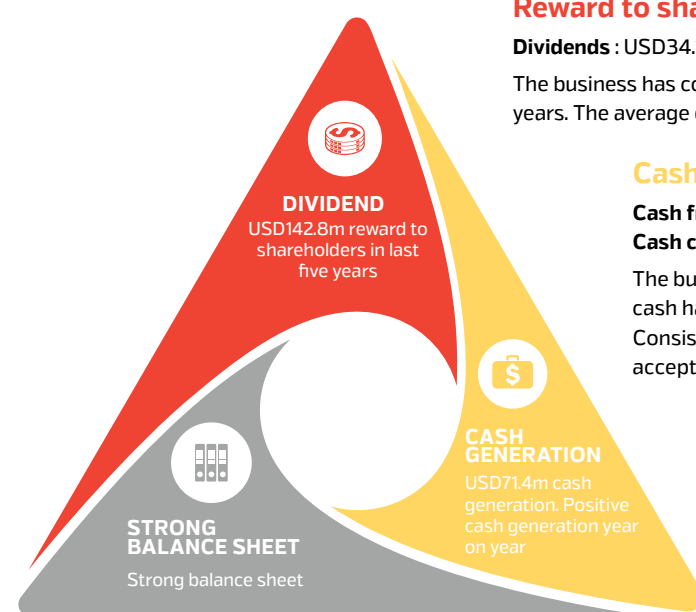 Reward to sha
Dividends : USD34.
The business has co
years. The average
DIVIDEND
USD142.8m reward to
shareholders in last
five years
Cash
Cash f
Cash c
The bu
cash ha
Consis
accept
$
CASH
GENERATION
USD71.4m cash
generation. Positive
cash generation year
on year
STRONG
BALANCE SHEET
Strong balance sheet